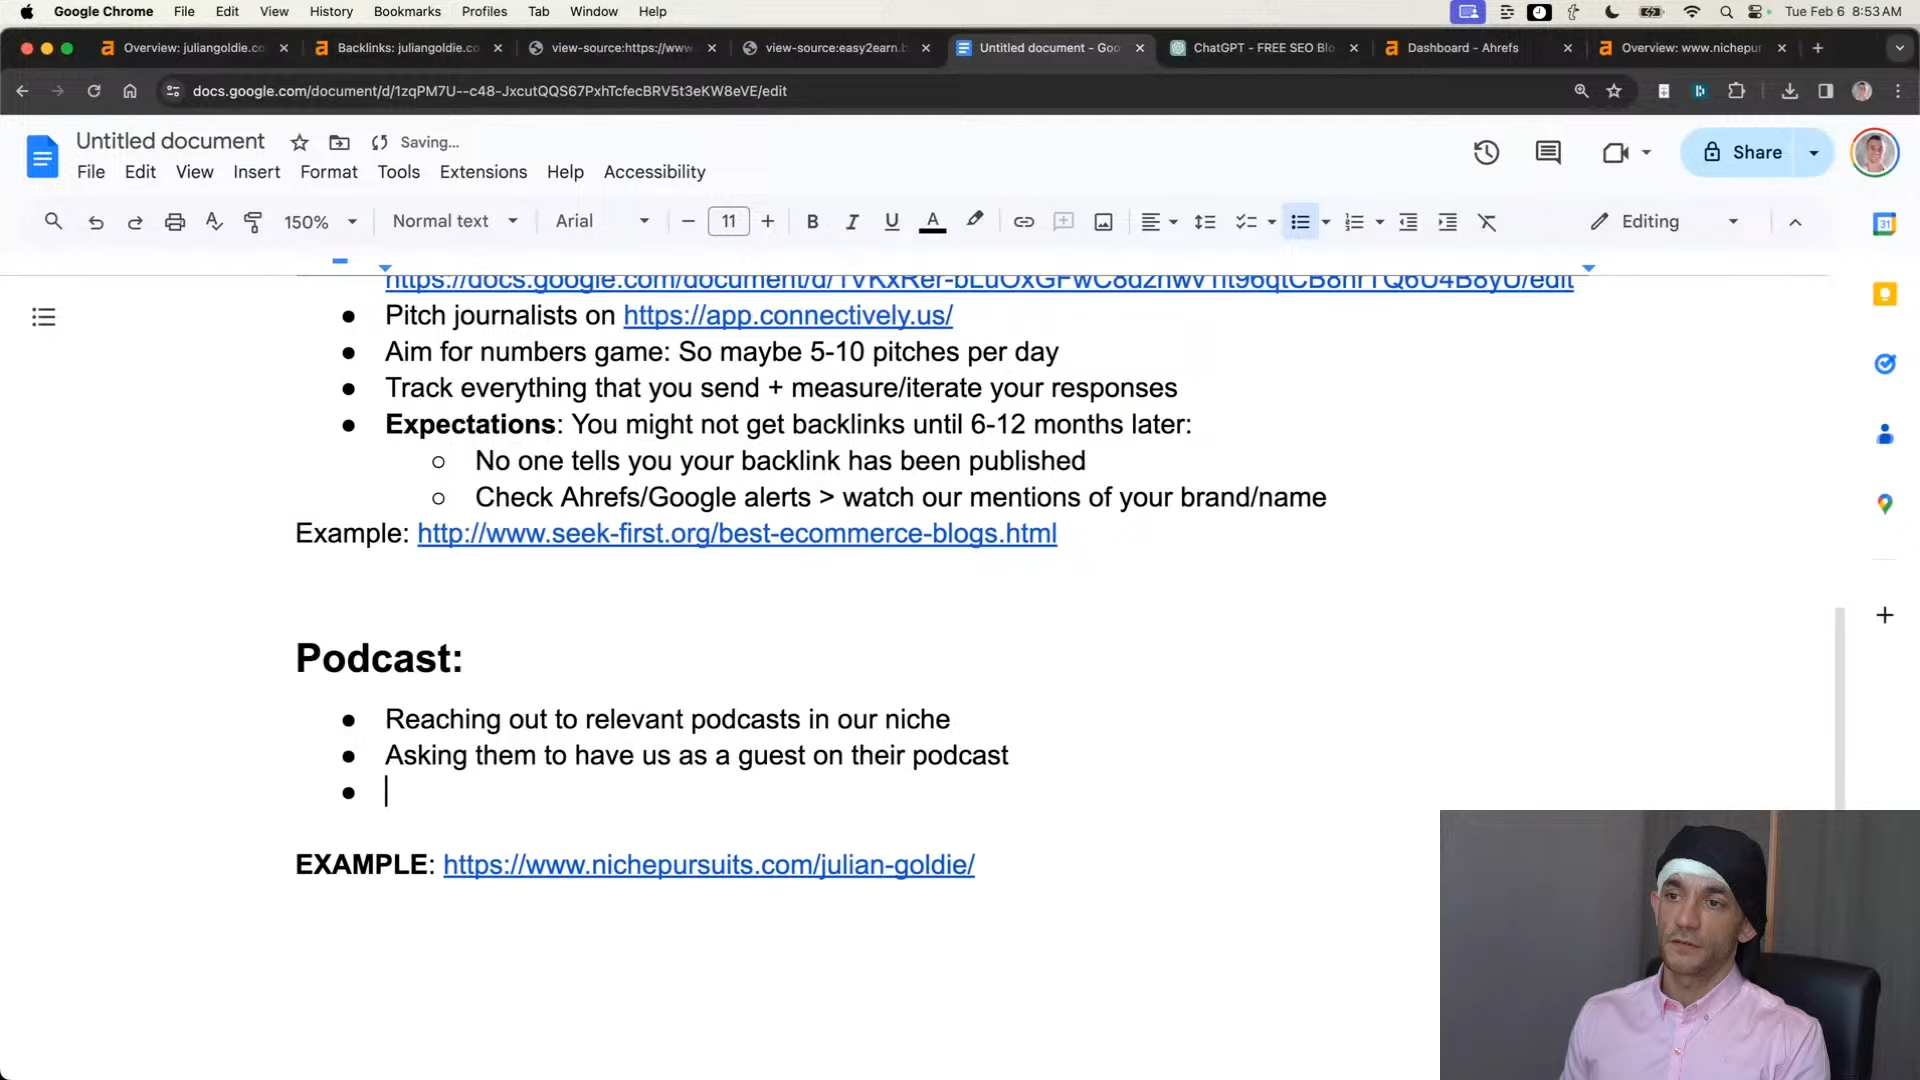 Google Chrome File Edit View History Bookmarks Profiles Tab Window Help Tue Feb 6 8:53 AM
Overview: juliangoldie.co Backlinks: juliangoldie.co view-source:https://www. view-source:easy2earn.b Untitled document - Goo ChatGPT - FREE SEO Blo Dashboard - Ahrefs Overview: www.nichepur
docs.google.com/document/d/1zqPM7U--c48-JxcutQQS67PxhTcfecBRV5t3eKW8eVE/edit
Untitled document Saving...
Share
File Edit View Insert Format Tools Extensions Help Accessibility
150% Normal text Arial 11 Editing
Pitch journalists on https://app.connectively.us/
Aim for numbers game: So maybe 5-10 pitches per day
Track everything that you send + measure/iterate your responses
Expectations: You might not get backlinks until 6-12 months later:
No one tells you your backlink has been published
Check Ahrefs/Google alerts > watch our mentions of your brand/name
Example: http://www.seek-first.org/best-ecommerce-blogs.html
Podcast:
Reaching out to relevant podcasts in our niche
Asking them to have us as a guest on their podcast
EXAMPLE: https://www.nichepursuits.com/julian-goldie/